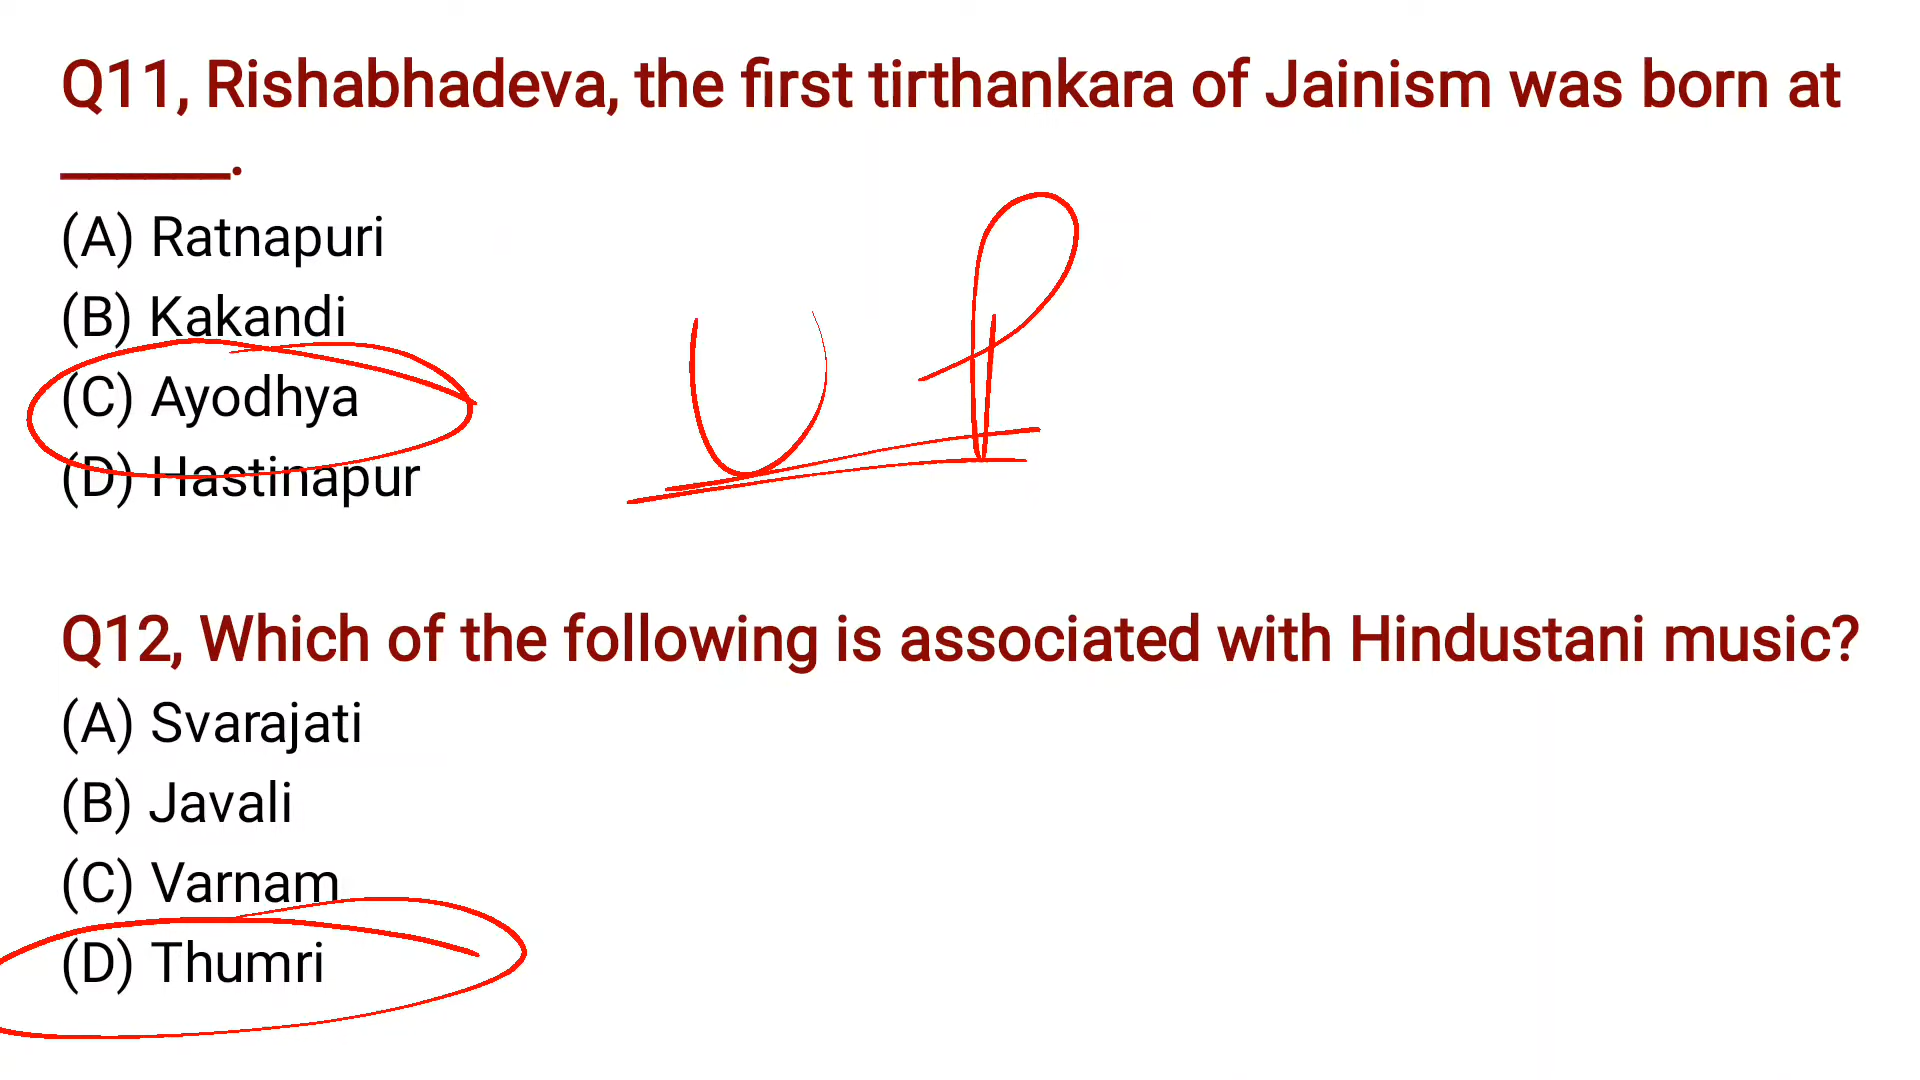 Q11, Rishabhadeva, the first tirthankara of Jainism was born at
______.
(A) Ratnapuri
(B) Kakandi
(C) Ayodhya
(D) Hastinapur
UP
Q12, Which of the following is associated with Hindustani music?
(A) Svarajati
(B) Javali
(C) Varnam
(D) Thumri